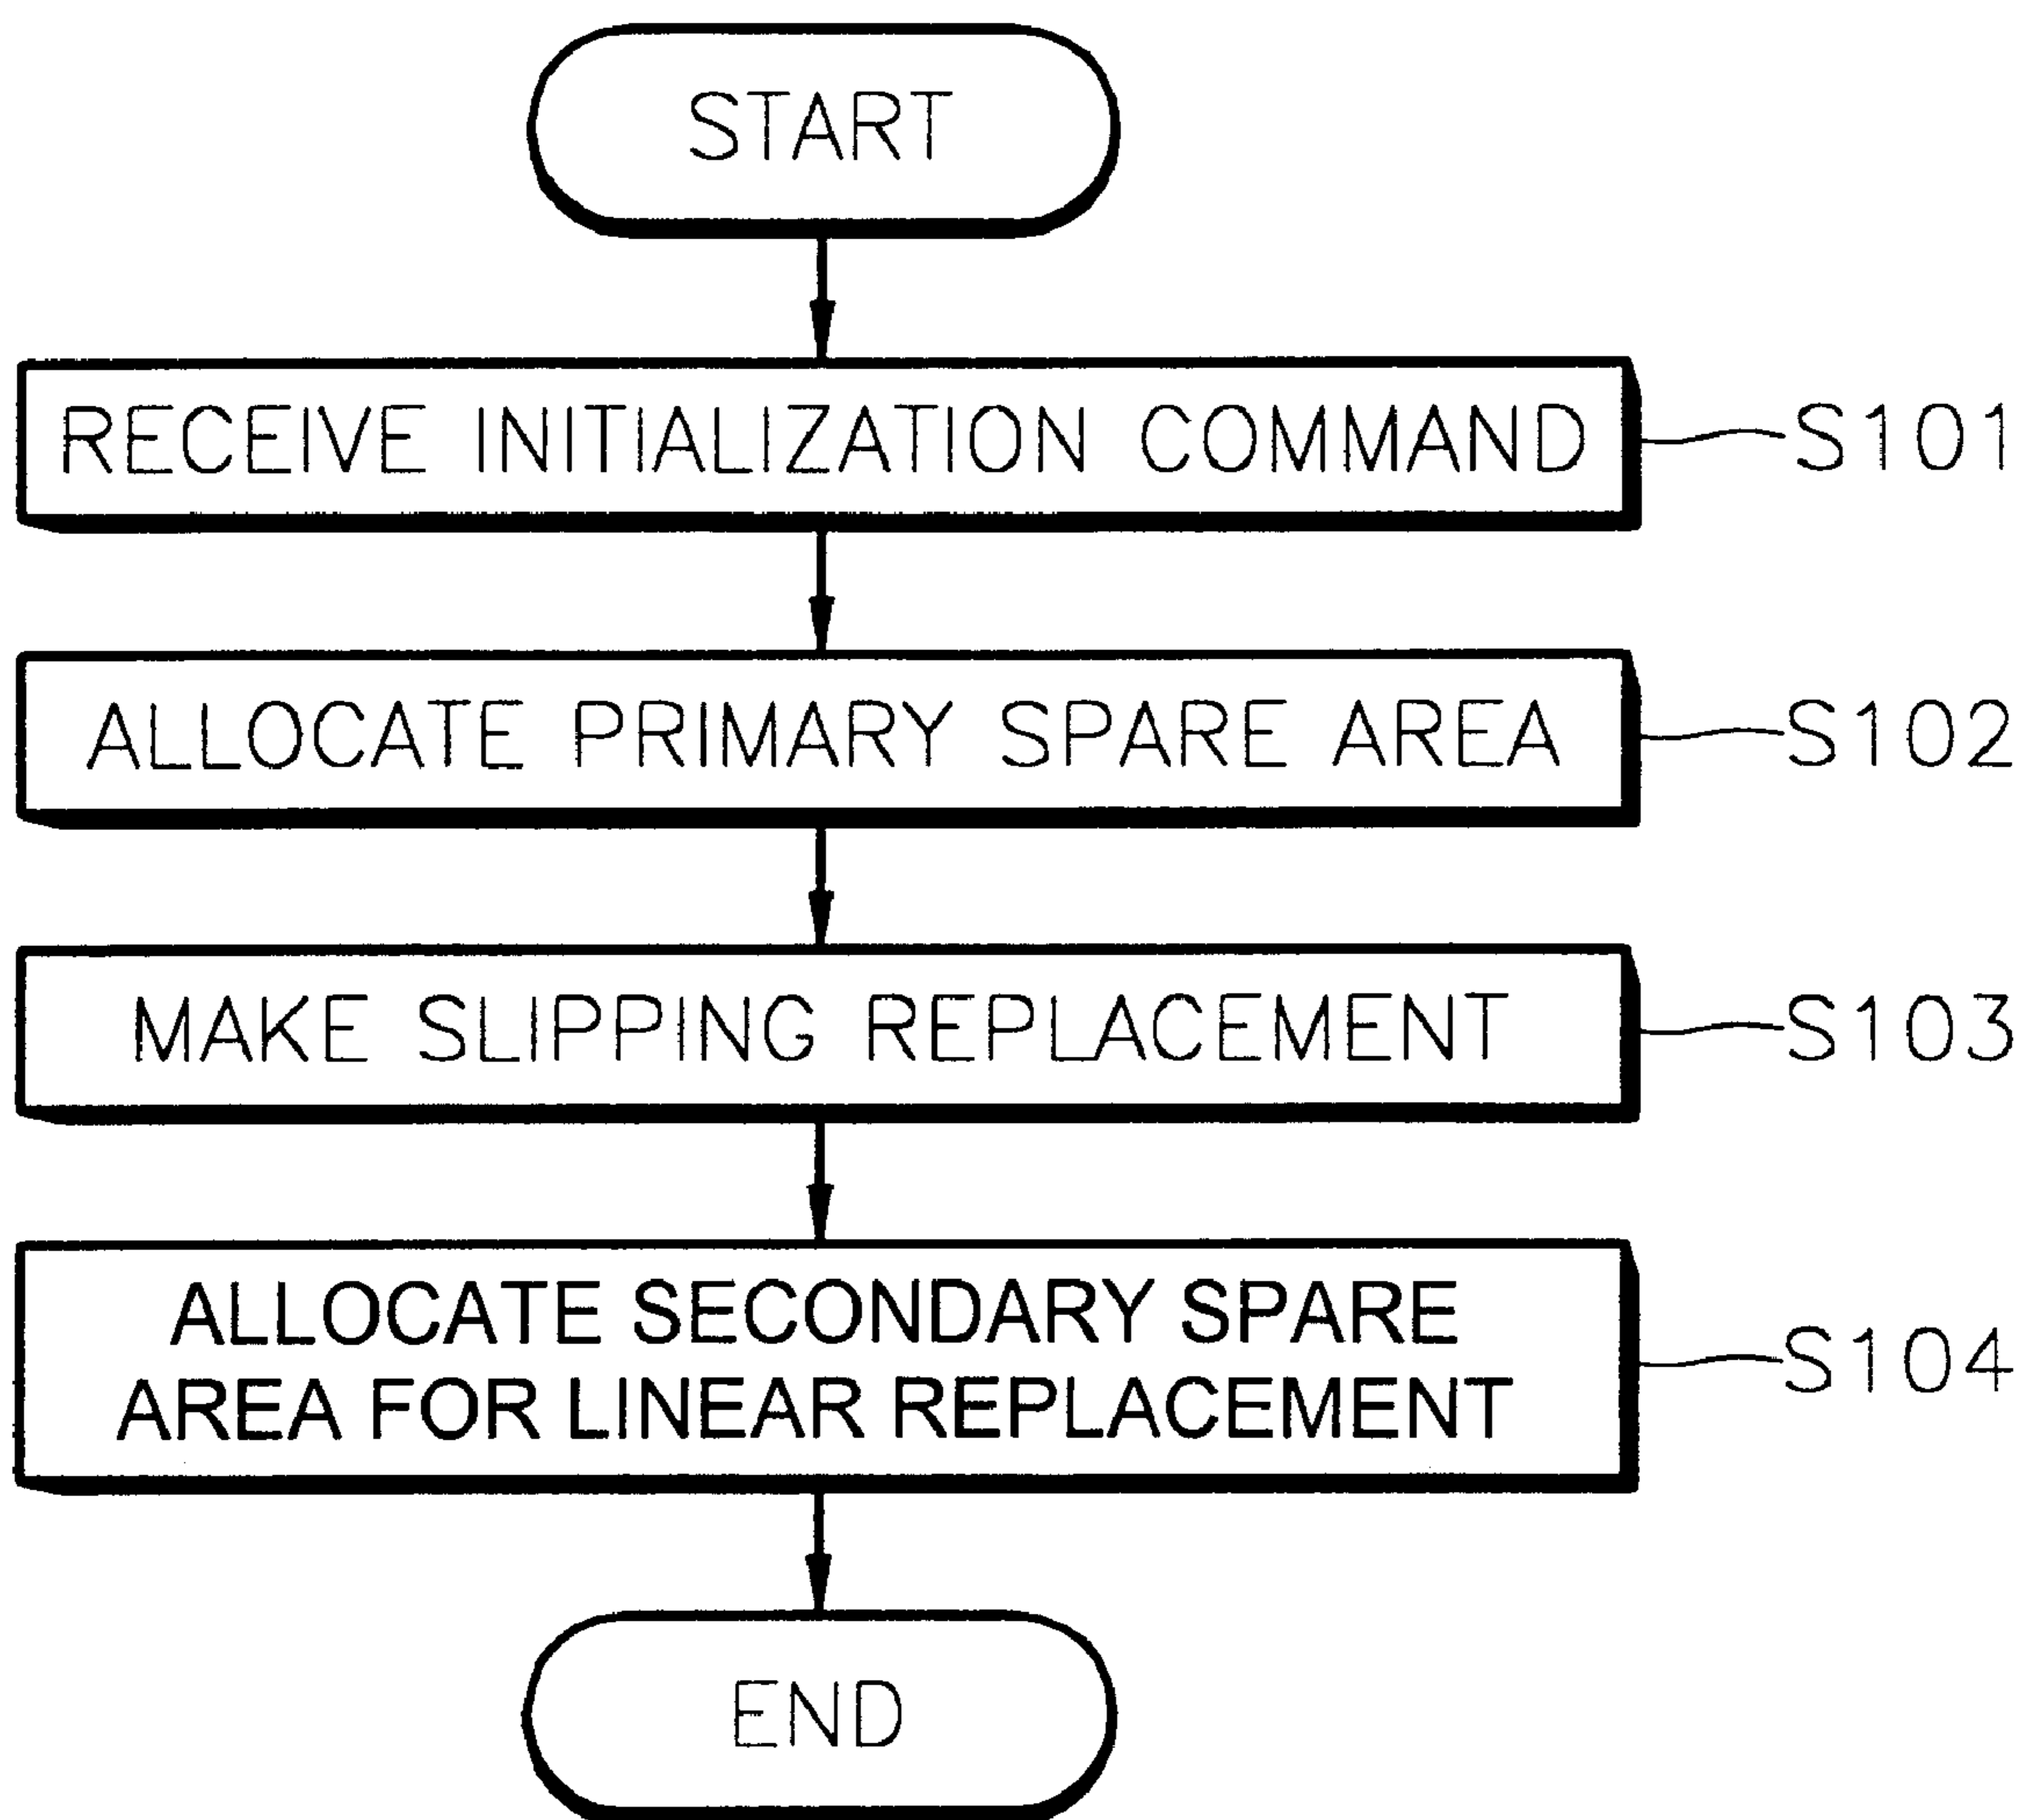 START
RECEIVE INITIALIZATION COMMAND
S101
ALLOCATE PRIMARY SPARE AREA
S102
MAKE SLIPPING REPLACEMENT
S103
ALLOCATE SECONDARY SPARE
AREA FOR LINEAR REPLACEMENT
S104
END